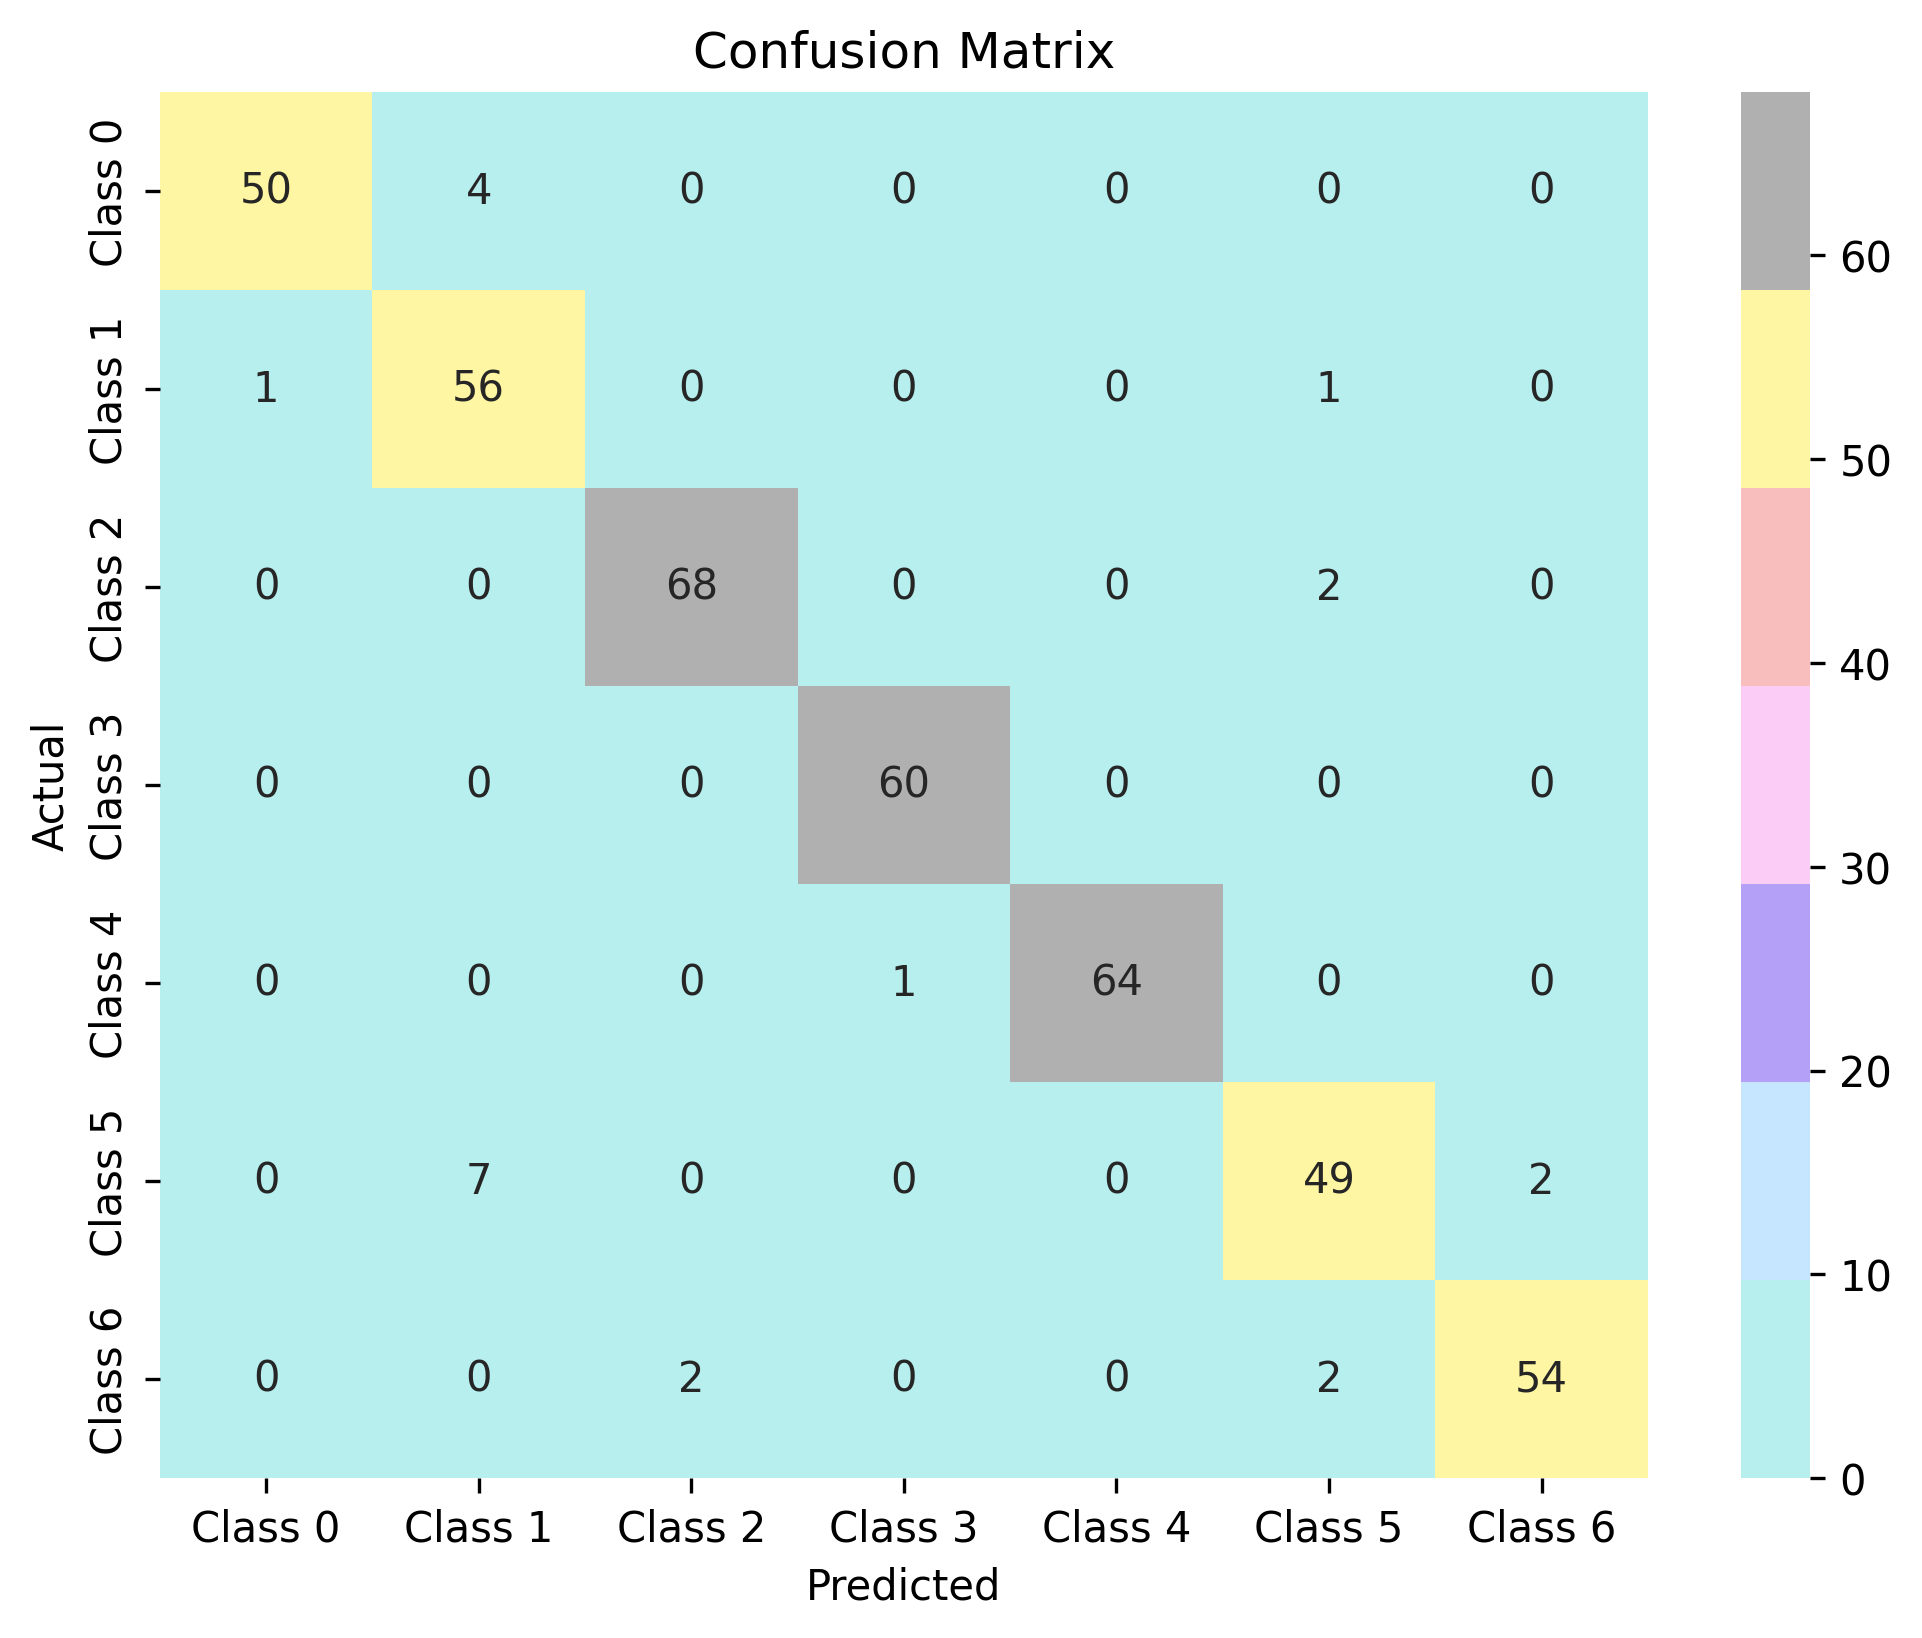 Confusion Matrix
Actual
Class 0
50 4 0 0 0 0 0
Class 1
1 56 0 0 0 1 0
Class 2
0 0 68 0 0 2 0
Class 3
0 0 0 60 0 0 0
Class 4
0 0 0 1 64 0 0
Class 5
0 7 0 0 0 49 2
Class 6
0 0 2 0 0 2 54
Class 0 Class 1 Class 2 Class 3 Class 4 Class 5 Class 6
Predicted
60
50
40
30
20
10
0